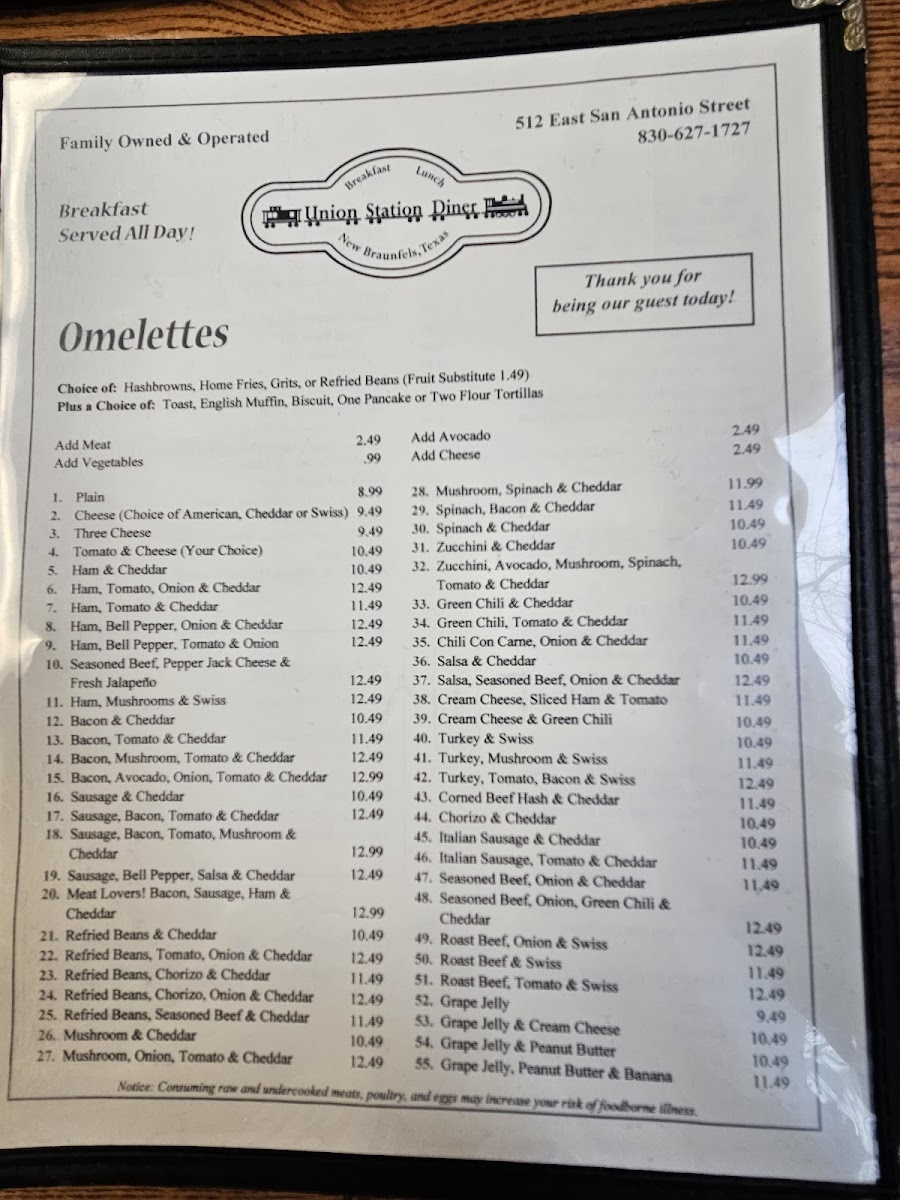 Family Owned & Operated
512 East San Antonio Street
830-627-1727
Breakfast Lunch
Union Station Diner
New Braunfels, Texas
Breakfast
Served All Day!
Thank you for
being our guest today!
Omelettes
Choice of: Hashbrowns, Home Fries, Grits, or Refried Beans (Fruit Substitute 1.49)
Plus a Choice of: Toast, English Muffin, Biscuit, One Pancake or Two Flour Tortillas
Add Meat 2.49
Add Vegetables .99
1. Plain 8.99
2. Cheese (Choice of American, Cheddar or Swiss) 9.49
3. Three Cheese 9.49
4. Tomato & Cheese (Your Choice) 10.49
5. Ham & Cheddar 10.49
6. Ham, Tomato, Onion & Cheddar 12.49
7. Ham, Tomato & Cheddar 11.49
8. Ham, Bell Pepper, Onion & Cheddar 12.49
9. Ham, Bell Pepper, Tomato & Onion 12.49
10. Seasoned Beef, Pepper Jack Cheese &
Fresh Jalapeño 12.49
11. Ham, Mushrooms & Swiss 12.49
12. Bacon & Cheddar 10.49
13. Bacon, Tomato & Cheddar 11.49
14. Bacon, Mushroom, Tomato & Cheddar 12.49
15. Bacon, Avocado, Onion, Tomato & Cheddar 12.99
16. Sausage & Cheddar 10.49
17. Sausage, Bacon, Tomato & Cheddar 12.49
18. Sausage, Bacon, Tomato, Mushroom &
Cheddar 12.99
19. Sausage, Bell Pepper, Salsa & Cheddar 12.49
20. Meat Lovers! Bacon, Sausage, Ham &
Cheddar 12.99
21. Refried Beans & Cheddar 10.49
22. Refried Beans, Tomato, Onion & Cheddar 12.49
23. Refried Beans, Chorizo & Cheddar 11.49
24. Refried Beans, Chorizo, Onion & Cheddar 12.49
25. Refried Beans, Seasoned Beef & Cheddar 11.49
26. Mushroom & Cheddar 10.49
27. Mushroom, Onion, Tomato & Cheddar 12.49
Add Avocado 2.49
Add Cheese 2.49
28. Mushroom, Spinach & Cheddar 11.99
29. Spinach, Bacon & Cheddar 11.49
30. Spinach & Cheddar 10.49
31. Zucchini & Cheddar 10.49
32. Zucchini, Avocado, Mushroom, Spinach,
Tomato & Cheddar 12.99
33. Green Chili & Cheddar 10.49
34. Green Chili, Tomato & Cheddar 11.49
35. Chili Con Carne, Onion & Cheddar 11.49
36. Salsa & Cheddar 10.49
37. Salsa, Seasoned Beef, Onion & Cheddar 12.49
38. Cream Cheese, Sliced Ham & Tomato 11.49
39. Cream Cheese & Green Chili 10.49
40. Turkey & Swiss 10.49
41. Turkey, Mushroom & Swiss 11.49
42. Turkey, Tomato, Bacon & Swiss 12.49
43. Corned Beef Hash & Cheddar 11.49
44. Chorizo & Cheddar 10.49
45. Italian Sausage & Cheddar 10.49
46. Italian Sausage, Tomato & Cheddar 11.49
47. Seasoned Beef, Onion & Cheddar 11.49
48. Seasoned Beef, Onion, Green Chili &
Cheddar 12.49
49. Roast Beef, Onion & Swiss 12.49
50. Roast Beef & Swiss 11.49
51. Roast Beef, Tomato & Swiss 12.49
52. Grape Jelly 9.49
53. Grape Jelly & Cream Cheese 10.49
54. Grape Jelly & Peanut Butter 10.49
55. Grape Jelly, Peanut Butter & Banana 11.49
Notice: Consuming raw and undercooked meats, poultry, and eggs may increase your risk of foodborne illness.